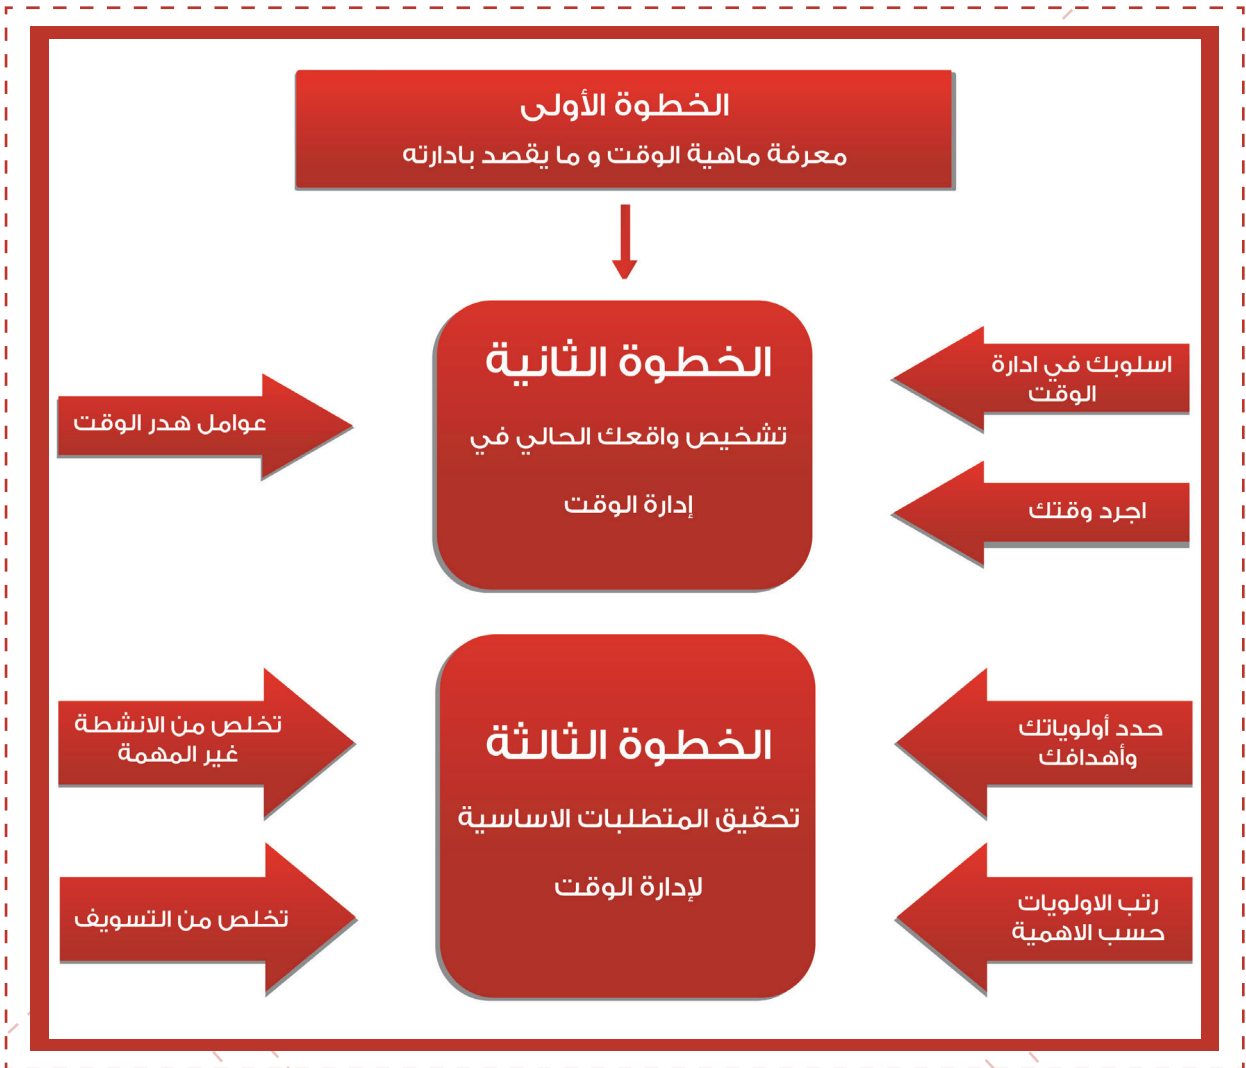 الخطوة الأولى
معرفة ماهية الوقت و ما يقصد بادارته
الخطوة الثانية
تشخيص واقعك الحالي في
إدارة الوقت
اسلوبك في ادارة
الوقت
اجرد وقتك
عوامل هدر الوقت
الخطوة الثالثة
تحقيق المتطلبات الاساسية
لإدارة الوقت
حدد أولوياتك
وأهدافك
رتب الاولويات
حسب الاهمية
تخلص من الانشطة
غير المهمة
تخلص من التسويف